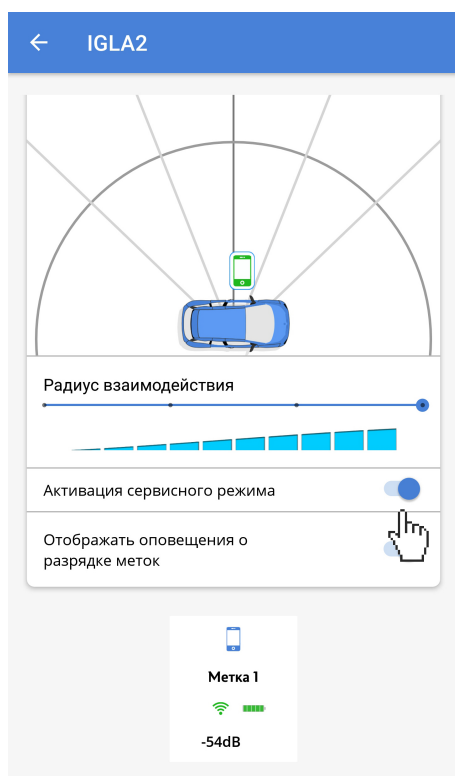 IGLA2
Радиус взаимодействия
Активация сервисного режима
Отображать оповещения о
разрядке меток
Метка 1
-54dB